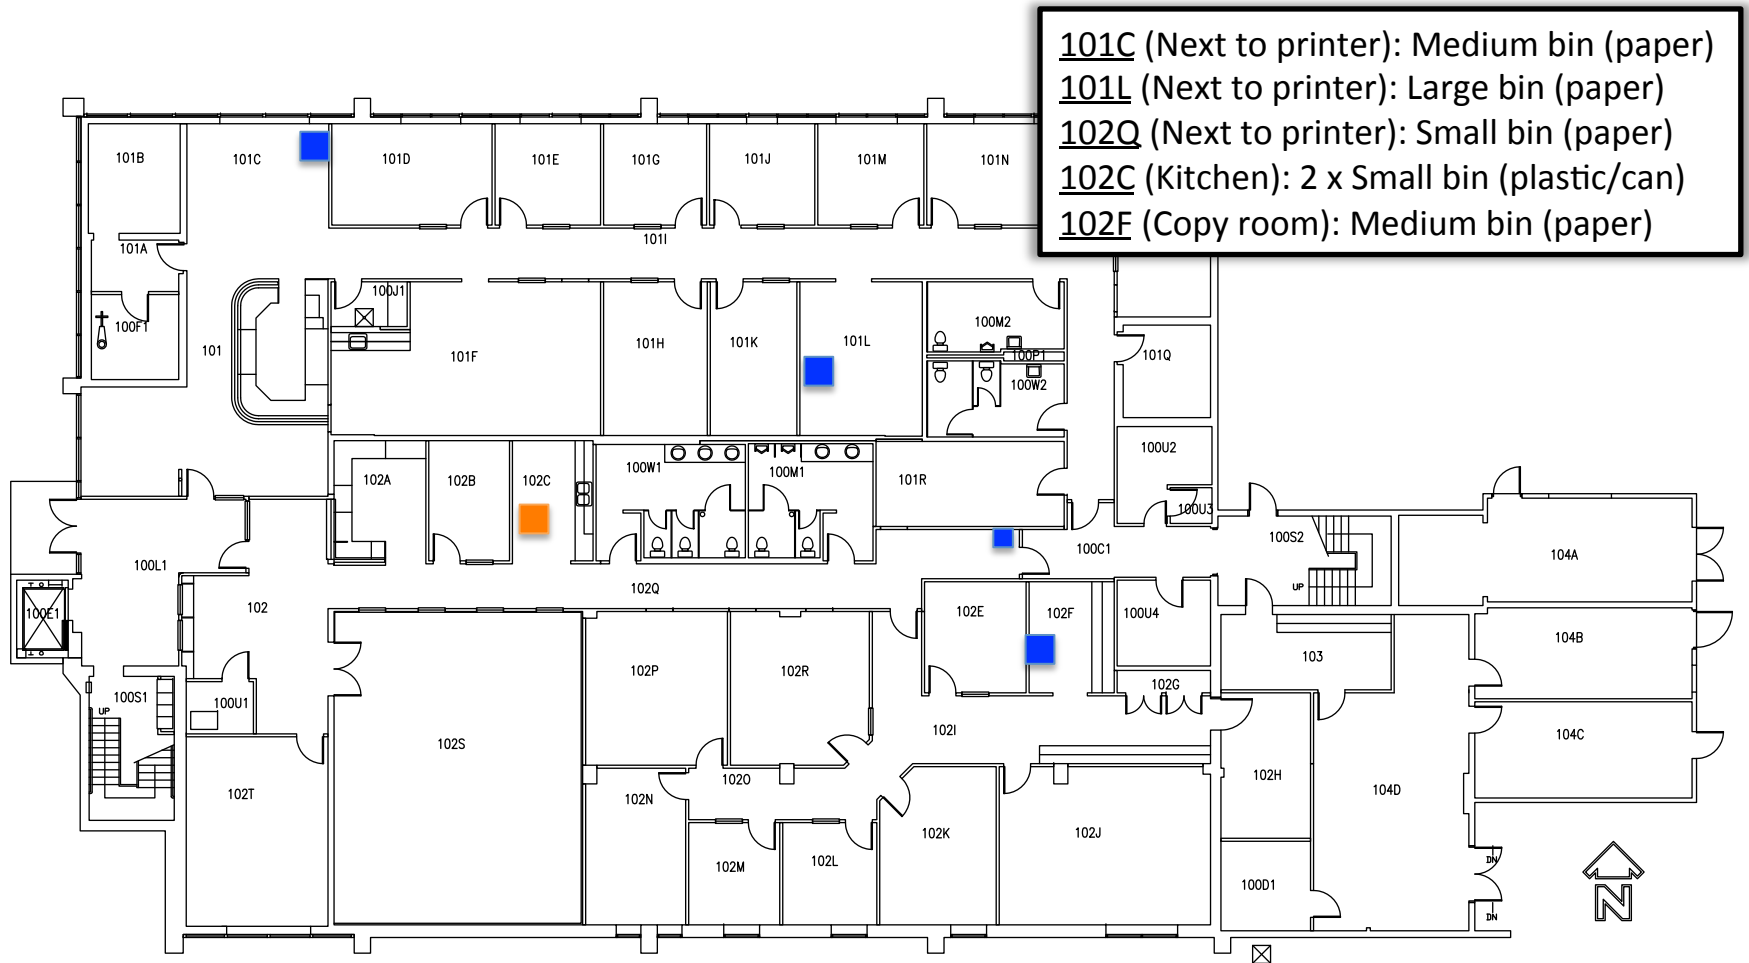 101C (Next to printer): Medium bin (paper)
101L (Next to printer): Large bin (paper)
102Q (Next to printer): Small bin (paper)
102C (Kitchen): 2 x Small bin (plastic/can)
102F (Copy room): Medium bin (paper)
101B
101C
101D
101E
101G
101J
101M
101N
101A
101I
100J1
100F1
101
101F
101H
101K
101L
100M2
100P1
100W2
101Q
102A
102B
102C
100W1
100M1
101R
100U2
100U3
100L1
100C1
100S2
UP
104A
100E1
102
102Q
102E
102F
100U4
104B
103
102P
102R
102G
100S1
UP
100U1
102S
102I
104C
102T
102O
102N
102H
104D
102K
102J
102M
102L
100D1
DN
DN
N